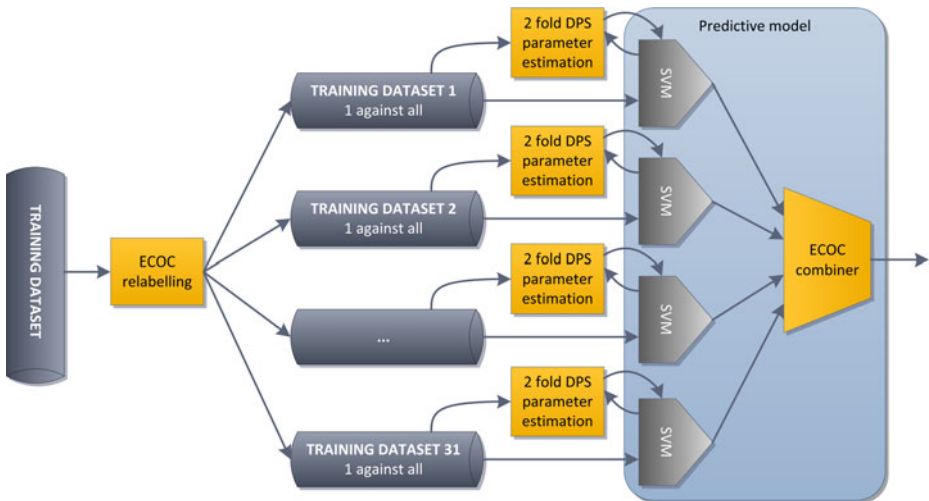 TRAINING DATASET
ECOC
relabelling
TRAINING DATASET 1
1 against all
2 fold DPS
parameter
estimation
SVM
TRAINING DATASET 2
1 against all
2 fold DPS
parameter
estimation
SVM
...
2 fold DPS
parameter
estimation
SVM
TRAINING DATASET 31
1 against all
2 fold DPS
parameter
estimation
SVM
Predictive model
ECOC
combiner